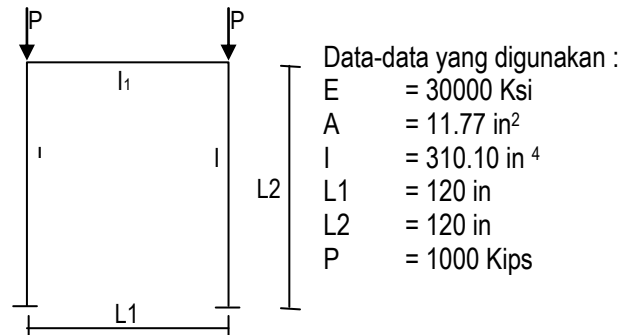 P P
Data-data yang digunakan :
I₁
E = 30000 Ksi
A = 11.77 in²
I I
I = 310.10 in ⁴
L2
L1 = 120 in
L2 = 120 in
P = 1000 Kips
L1